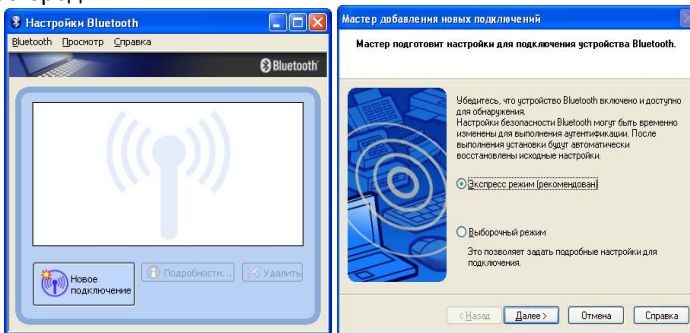 Настройки Bluetooth
Bluetooth Просмотр Справка
Bluetooth
Новое
подключение
Подробности...
Удалить
Мастер добавления новых подключений
Мастер подготовит настройки для подключения устройства Bluetooth.
Убедитесь, что устройство Bluetooth включено и доступно
для обнаружения.
Настройки безопасности Bluetooth могут быть временно
изменены для выполнения аутентификации. После
выполнения установки будут автоматически
восстановлены исходные настройки.
Экспресс режим (рекомендован)
Выборочный режим
Это позволяет задать подробные настройки для
подключения.
< Назад Далее > Отмена Справка